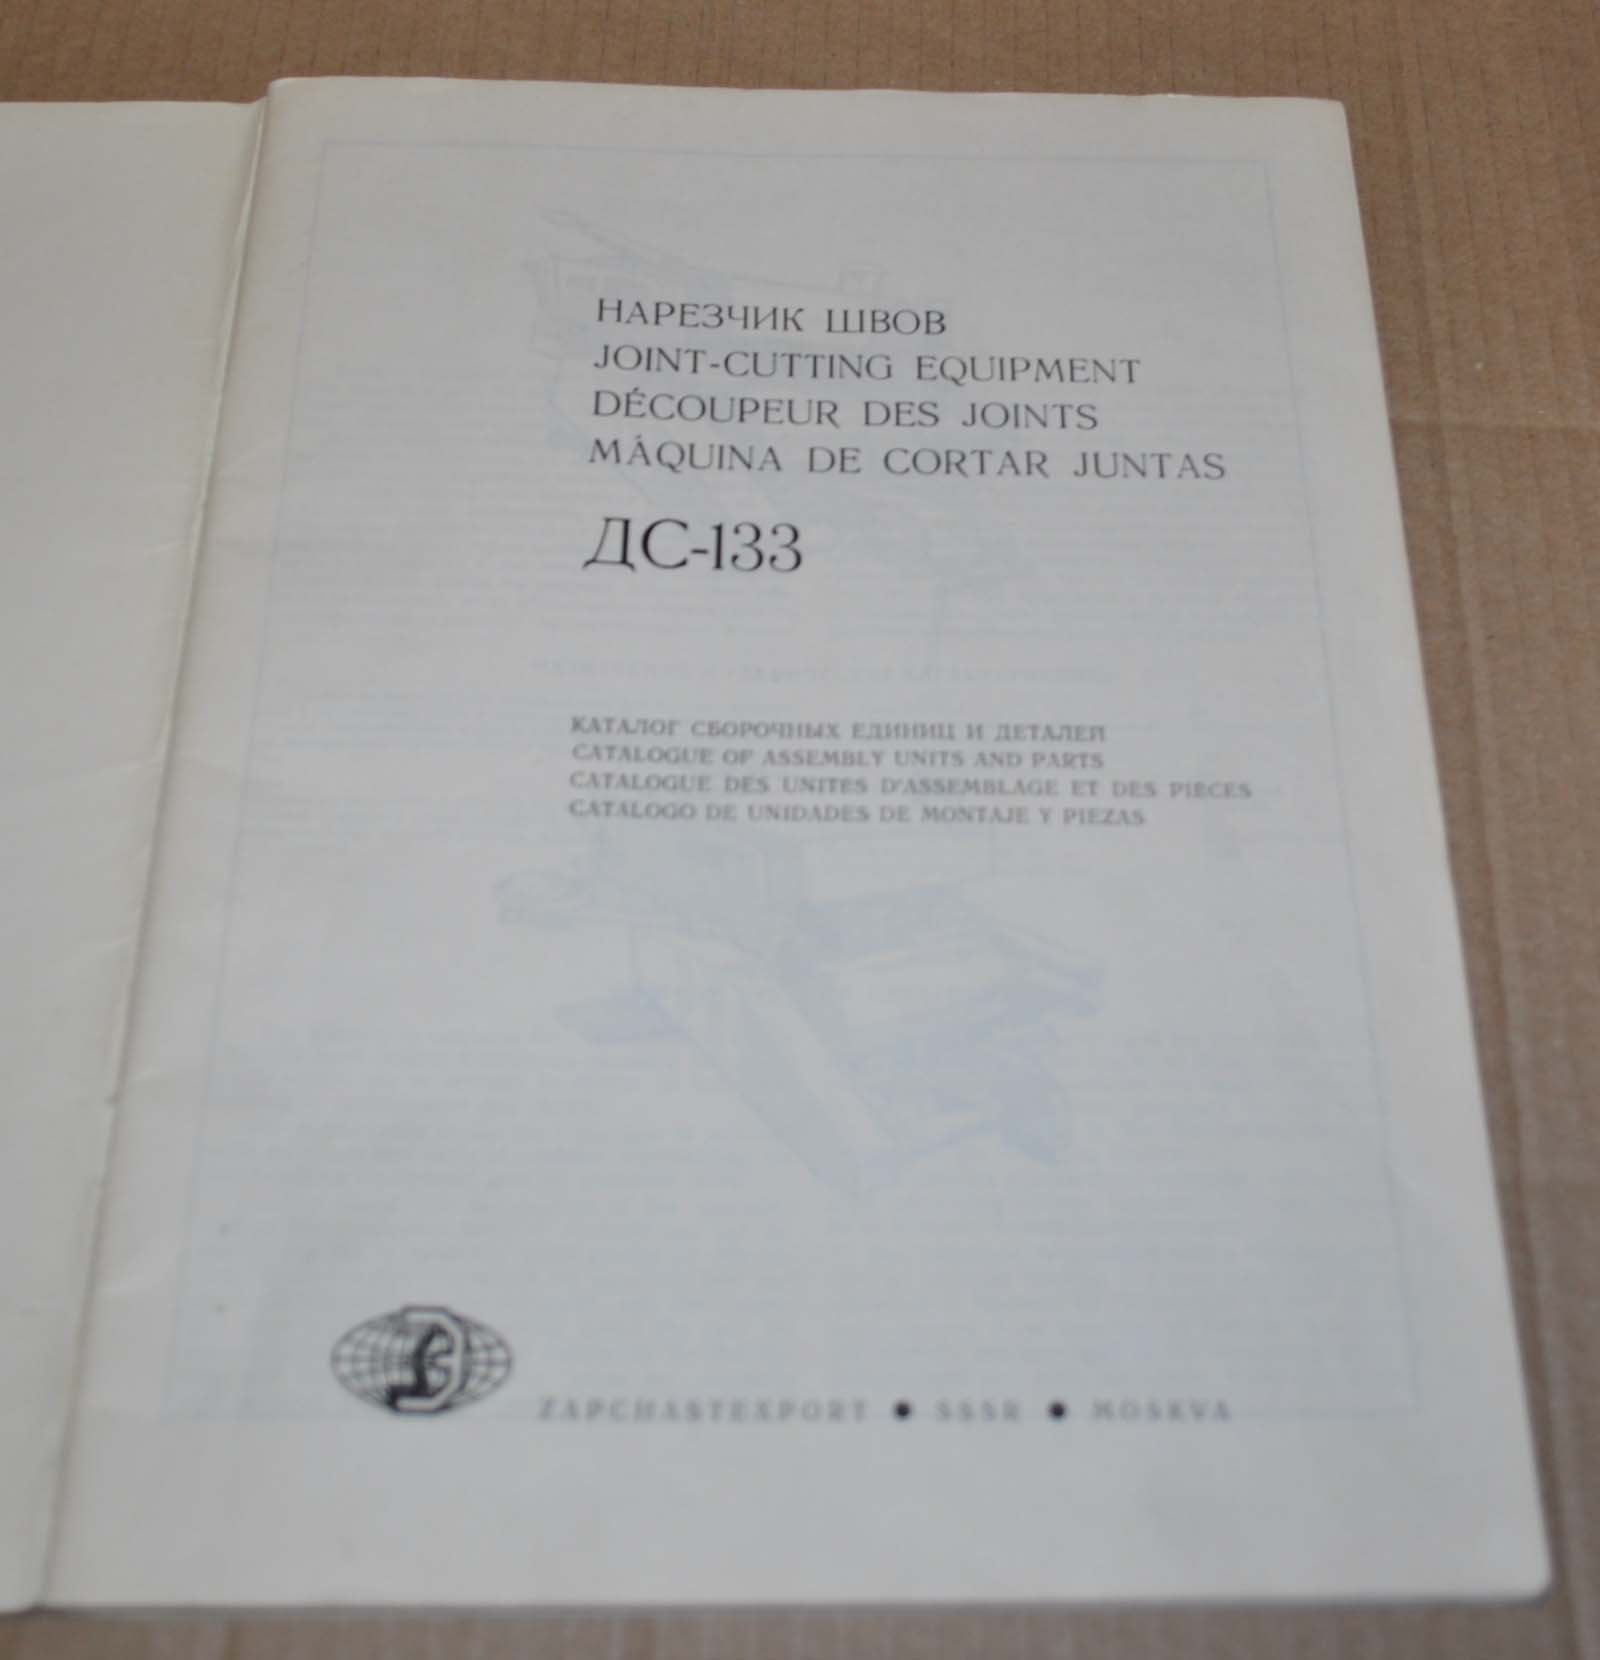 НАРЕЗЧИК ШВОВ
JOINT-CUTTING EQUIPMENT
DÉCOUPEUR DES JOINTS
MÁQUINA DE CORTAR JUNTAS
ДС-133
КАТАЛОГ СБОРОЧНЫХ ЕДИНИЦ И ДЕТАЛЕЙ
CATALOGUE OF ASSEMBLY UNITS AND PARTS
CATALOGUE DES UNITES D'ASSEMBLAGE ET DES PIECES
CATALOGO DE UNIDADES DE MONTAJE Y PIEZAS
ZAPCHASTEXPORT ● SSSR ● MOSKVA